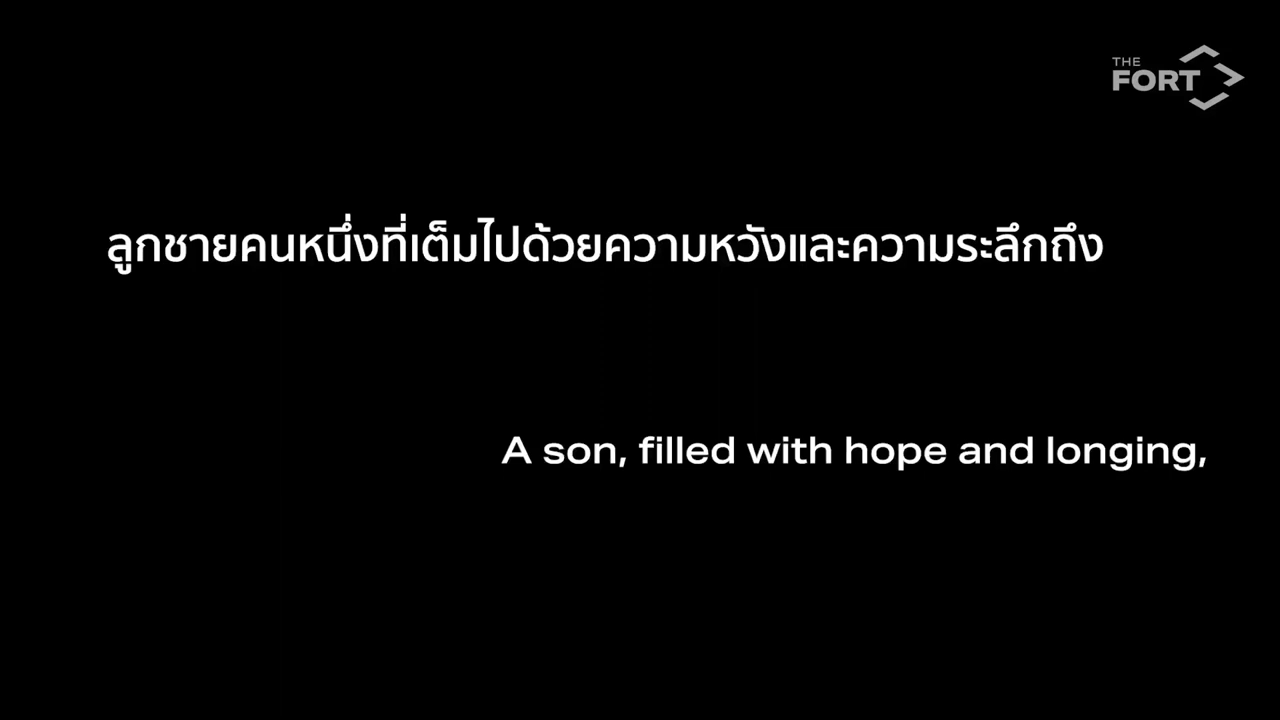 THE
FORT
ลูกชายคนหนึ่งที่เต็มไปด้วยความหวังและความระลึกถึง
A son, filled with hope and longing,